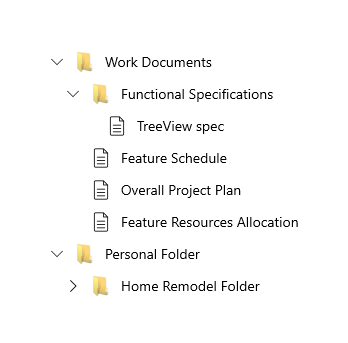 Work Documents
Functional Specifications
TreeView spec
Feature Schedule
Overall Project Plan
Feature Resources Allocation
Personal Folder
Home Remodel Folder